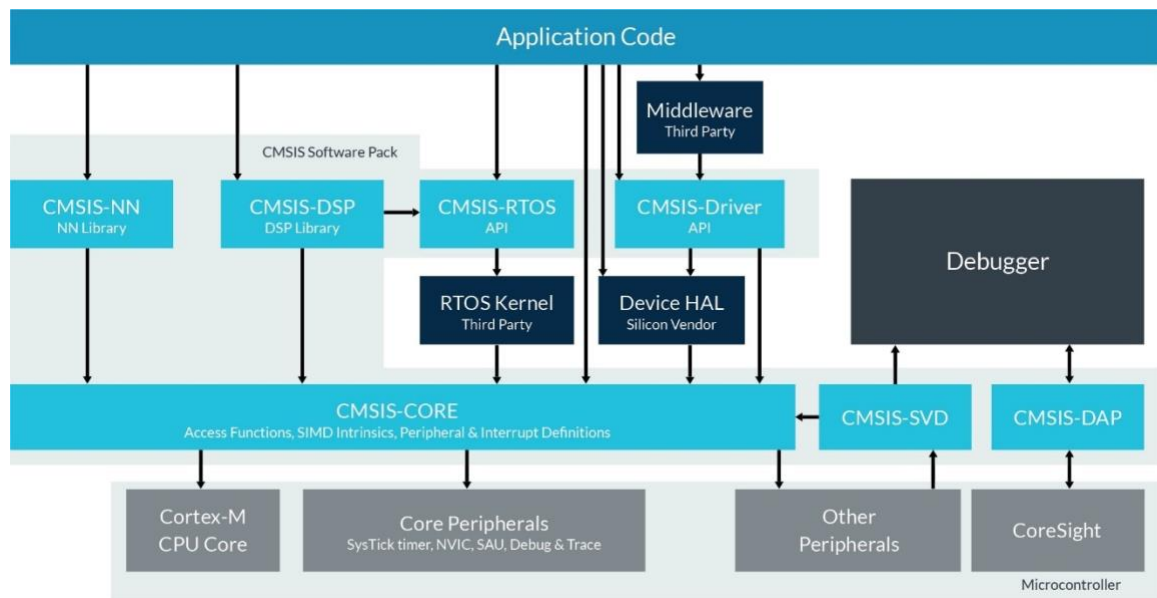 Application Code
Middleware
Third Party
CMSIS Software Pack
CMSIS-NN
NN Library
CMSIS-DSP
DSP Library
CMSIS-RTOS
API
CMSIS-Driver
API
Debugger
RTOS Kernel
Third Party
Device HAL
Silicon Vendor
CMSIS-CORE
Access Functions, SIMD Intrinsics, Peripheral & Interrupt Definitions
CMSIS-SVD
CMSIS-DAP
Cortex-M
CPU Core
Core Peripherals
SysTick timer, NVIC, SAU, Debug & Trace
Other
Peripherals
CoreSight
Microcontroller